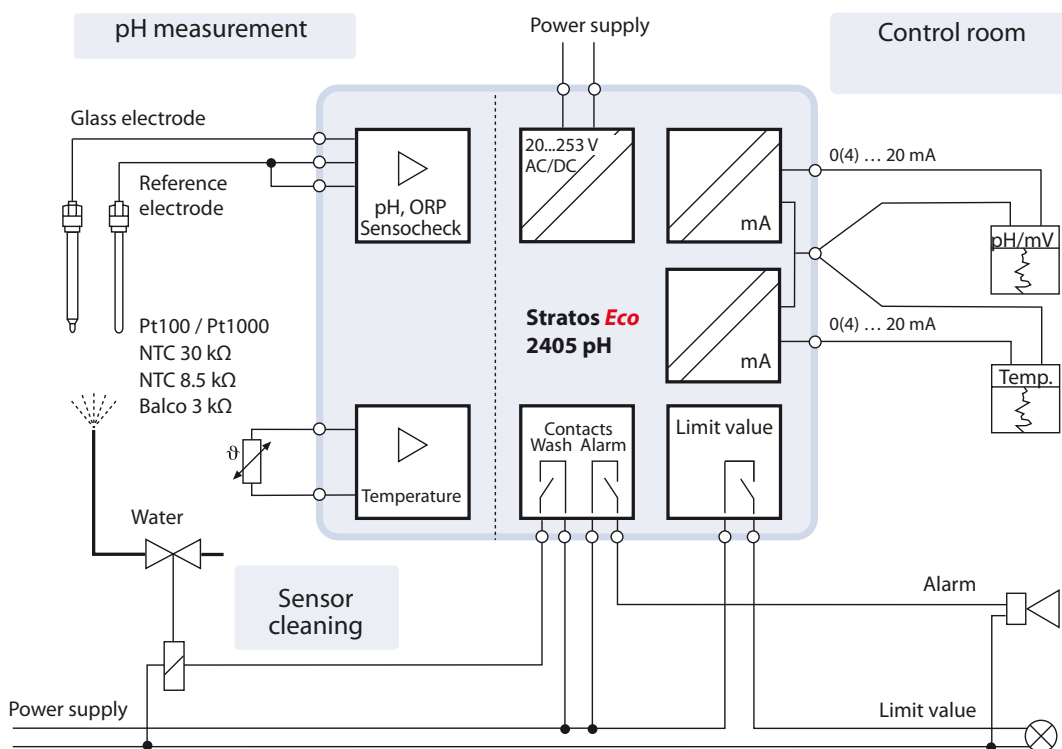 pH measurement
Power supply
Control room
Glass electrode
Reference
electrode
pH, ORP
Sensocheck
20...253 V
AC/DC
mA
0(4) ... 20 mA
pH/mV
Pt100 / Pt1000
NTC 30 kΩ
NTC 8.5 kΩ
Balco 3 kΩ
Stratos Eco
2405 pH
mA
0(4) ... 20 mA
Temp.
ϑ
Temperature
Contacts
Wash Alarm
Limit value
Water
Sensor
cleaning
Alarm
Power supply
Limit value